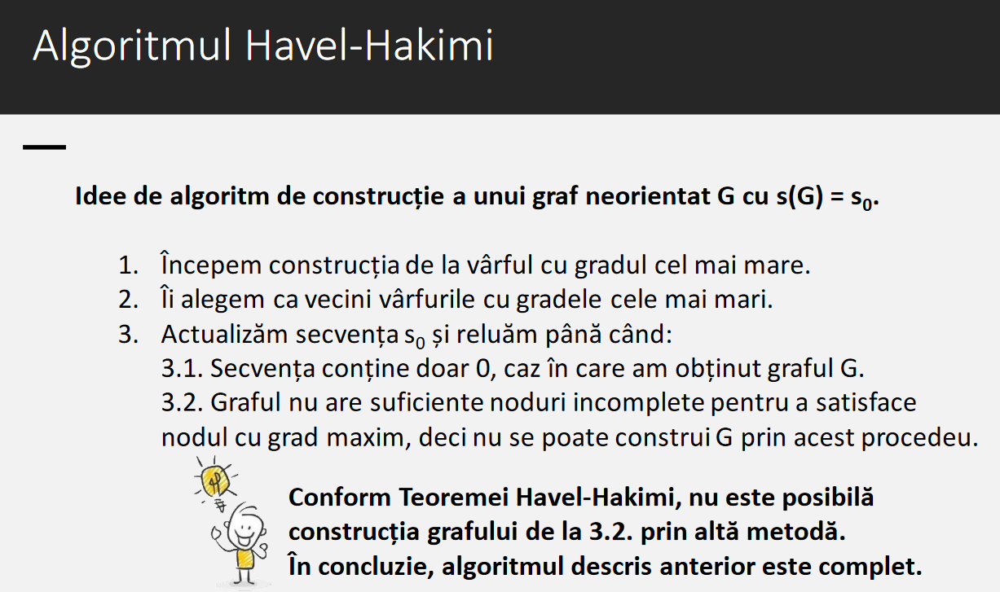 Algoritmul Havel-Hakimi
Idee de algoritm de construcție a unui graf neorientat G cu s(G) = s₀.
1. Începem construcția de la vârful cu gradul cel mai mare.
2. Îi alegem ca vecini vârfurile cu gradele cele mai mari.
3. Actualizăm secvența s₀ și reluăm până când:
3.1. Secvența conține doar 0, caz în care am obținut graful G.
3.2. Graful nu are suficiente noduri incomplete pentru a satisface
nodul cu grad maxim, deci nu se poate construi G prin acest procedeu.
Conform Teoremei Havel-Hakimi, nu este posibilă
construcția grafului de la 3.2. prin altă metodă.
În concluzie, algoritmul descris anterior este complet.